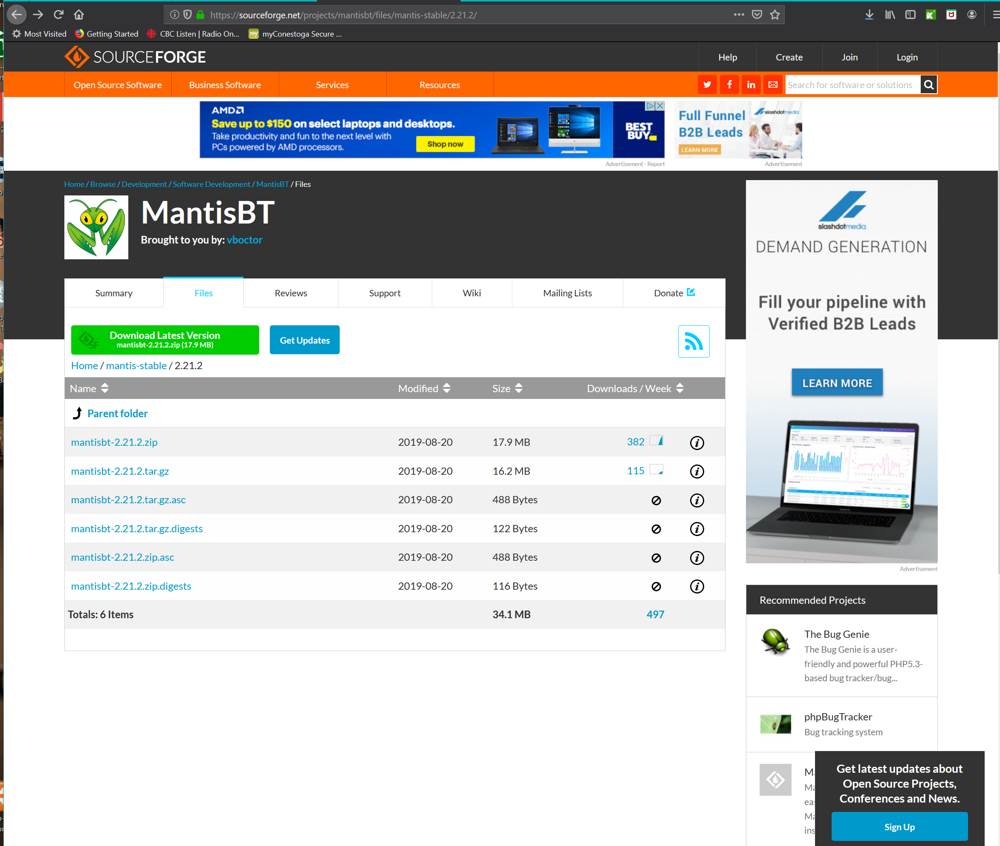 https://sourceforge.net/projects/mantisbt/files/mantis-stable/2.21.2/
Most Visited
Getting Started
CBC Listen | Radio On...
my
myConestoga Secure ...
SOURCEFORGE
Help
Create
Join
Login
Open Source Software
Business Software
Services
Resources
Search for software or solutions
AMD
Save up to $150 on select laptops and desktops.
Take productivity and fun to the next level with
PCs powered by AMD processors.
Shop now
BEST
BUY
Advertisement - Report
slashdotmedia
Full Funnel
B2B Leads
LEARN MORE
Advertisement
Home / Browse / Development / Software Development / MantisBT / Files
MantisBT
Brought to you by: vboctor
Summary
Files
Reviews
Support
Wiki
Mailing Lists
Donate
SF
Download Latest Version
mantisbt-2.21.2.zip (17.9 MB)
Get Updates
Home / mantis-stable / 2.21.2
Name Modified Size Downloads / Week
Parent folder
mantisbt-2.21.2.zip 2019-08-20 17.9 MB 382
mantisbt-2.21.2.tar.gz 2019-08-20 16.2 MB 115
mantisbt-2.21.2.tar.gz.asc 2019-08-20 488 Bytes
mantisbt-2.21.2.tar.gz.digests 2019-08-20 122 Bytes
mantisbt-2.21.2.zip.asc 2019-08-20 488 Bytes
mantisbt-2.21.2.zip.digests 2019-08-20 116 Bytes
Totals: 6 Items 34.1 MB 497
slashdotmedia
DEMAND GENERATION
Fill your pipeline with
Verified B2B Leads
LEARN MORE
Advertisement
Recommended Projects
The Bug Genie
The Bug Genie is a user-
friendly and powerful PHP5.3-
based bug tracker/bug...
phpBugTracker
Bug tracking system
Get latest updates about
Open Source Projects,
Conferences and News.
Sign Up